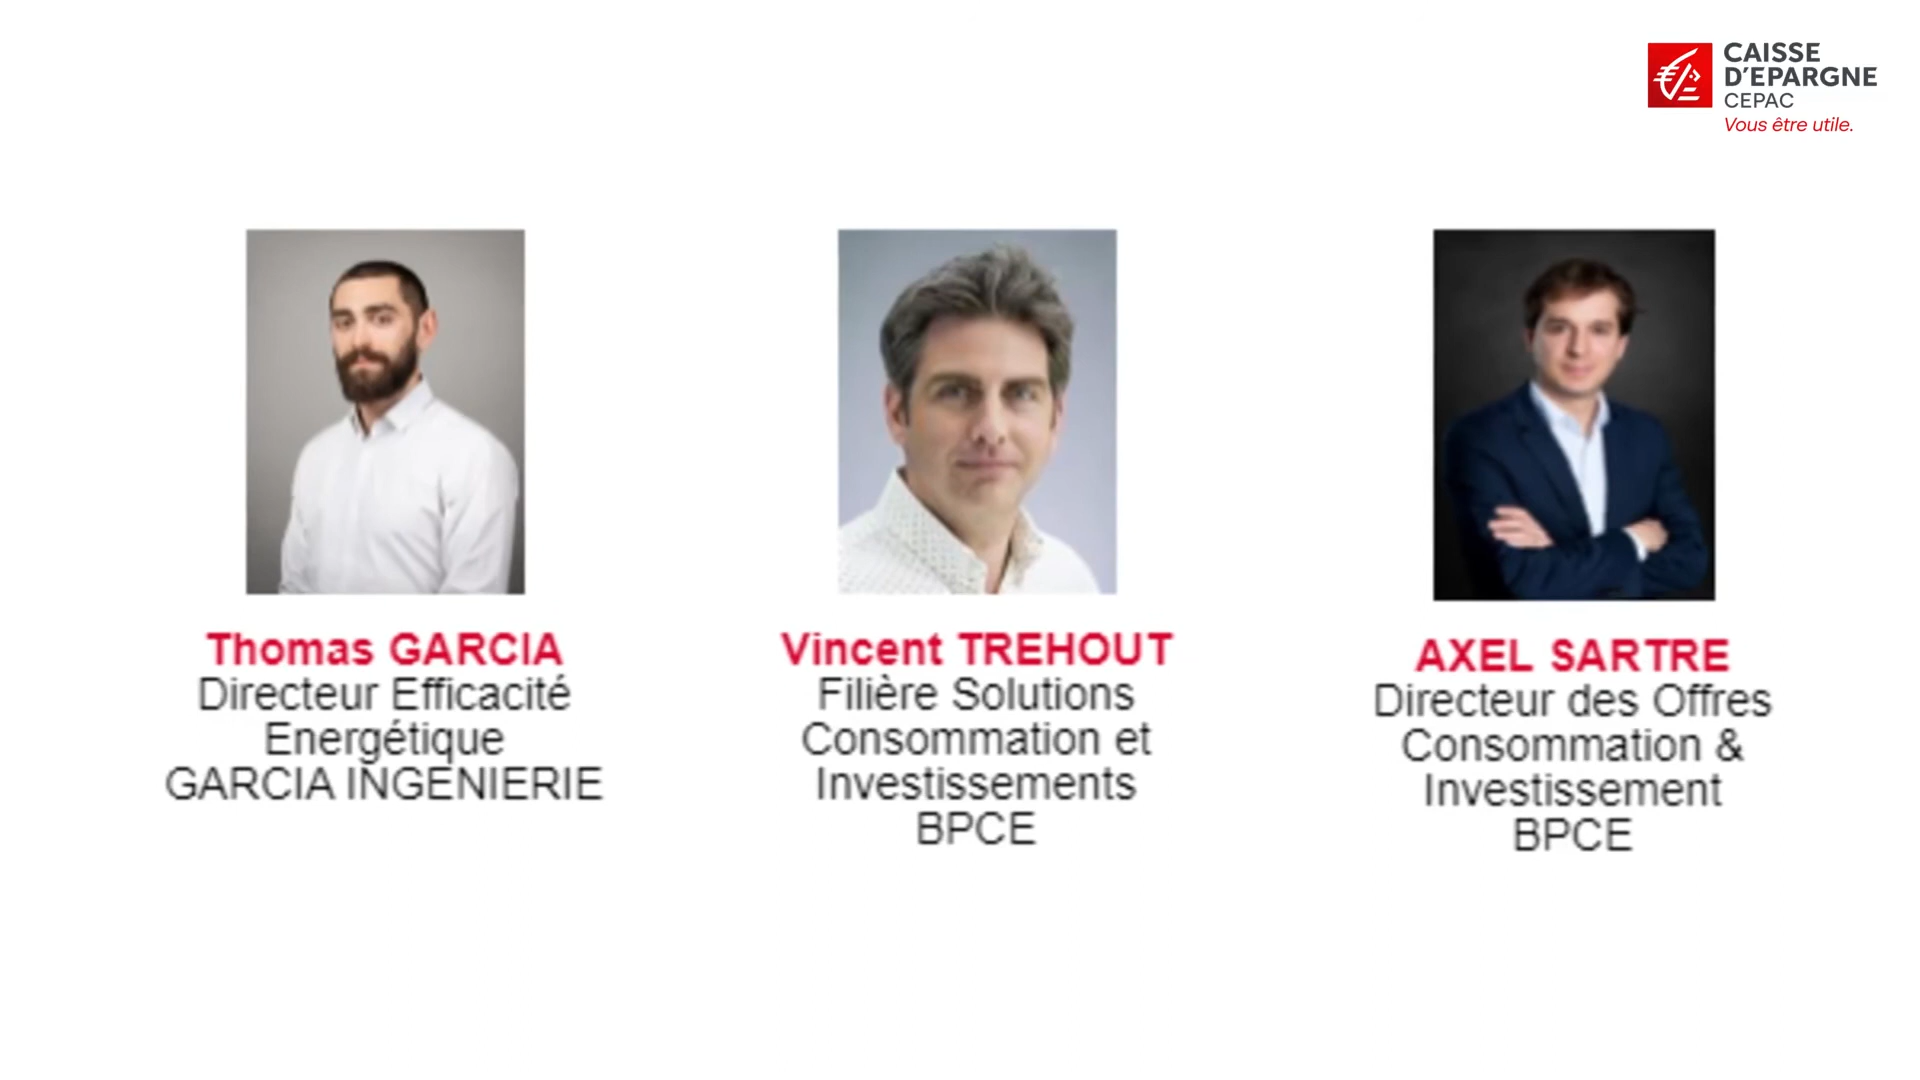 CAISSE
D'EPARGNE
CEPAC
Vous être utile.
Thomas GARCIA
Directeur Efficacité
Energétique
GARCIA INGENIERIE
Vincent TREHOUT
Filière Solutions
Consommation et
Investissements
BPCE
AXEL SARTRE
Directeur des Offres
Consommation &
Investissement
BPCE